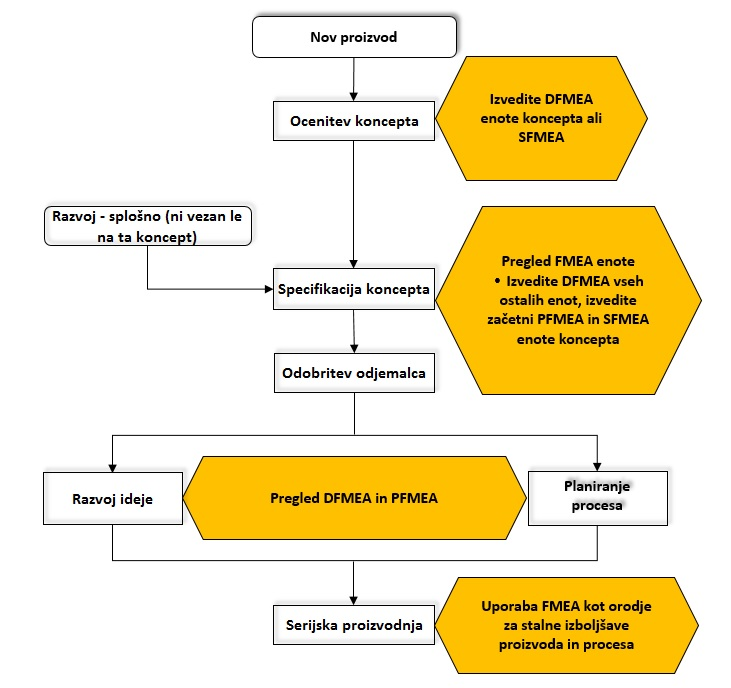 Nov proizvod
Ocenitev koncepta
Izvedite DFMEA
enote koncepta ali
SFMEA
Razvoj - splošno (ni vezan le
na ta koncept)
Specifikacija koncepta
Pregled FMEA enote
• Izvedite DFMEA vseh
ostalih enot, izvedite
začetni PFMEA in SFMEA
enote koncepta
Odobritev odjemalca
Razvoj ideje
Pregled DFMEA in PFMEA
Planiranje
procesa
Serijska proizvodnja
Uporaba FMEA kot orodje
za stalne izboljšave
proizvoda in procesa